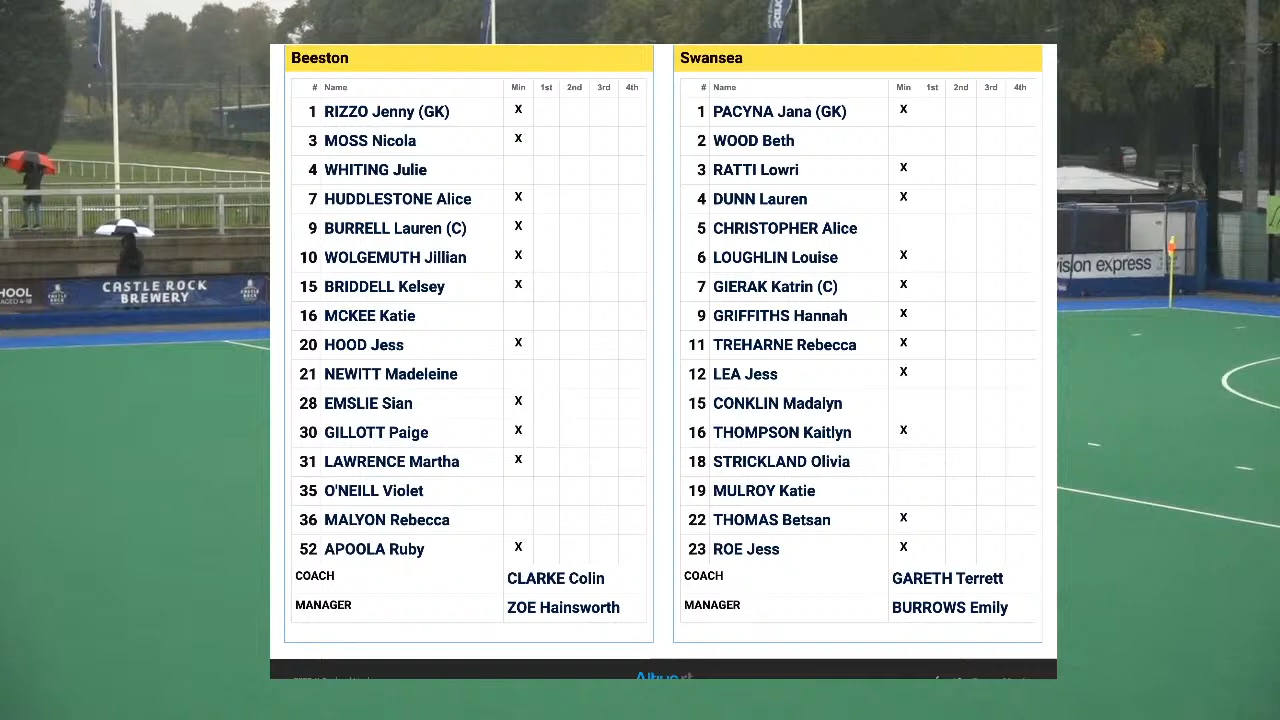 Beeston
# Name Min 1st 2nd 3rd 4th
1 RIZZO Jenny (GK) X
3 MOSS Nicola X
4 WHITING Julie
7 HUDDLESTONE Alice X
9 BURRELL Lauren (C) X
10 WOLGEMUTH Jillian X
15 BRIDDELL Kelsey X
16 MCKEE Katie
20 HOOD Jess X
21 NEWITT Madeleine
28 EMSLIE Sian X
30 GILLOTT Paige X
31 LAWRENCE Martha X
35 O'NEILL Violet
36 MALYON Rebecca
52 APOOLA Ruby X
COACH CLARKE Colin
MANAGER ZOE Hainsworth
Swansea
# Name Min 1st 2nd 3rd 4th
1 PACYNA Jana (GK) X
2 WOOD Beth
3 RATTI Lowri X
4 DUNN Lauren X
5 CHRISTOPHER Alice
6 LOUGHLIN Louise X
7 GIERAK Katrin (C) X
9 GRIFFITHS Hannah X
11 TREHARNE Rebecca X
12 LEA Jess X
15 CONKLIN Madalyn
16 THOMPSON Kaitlyn X
18 STRICKLAND Olivia
19 MULROY Katie
22 THOMAS Betsan X
23 ROE Jess X
COACH GARETH Terrett
MANAGER BURROWS Emily
HOOL
AGED 4-18
CASTLE ROCK
BREWERY
ision express